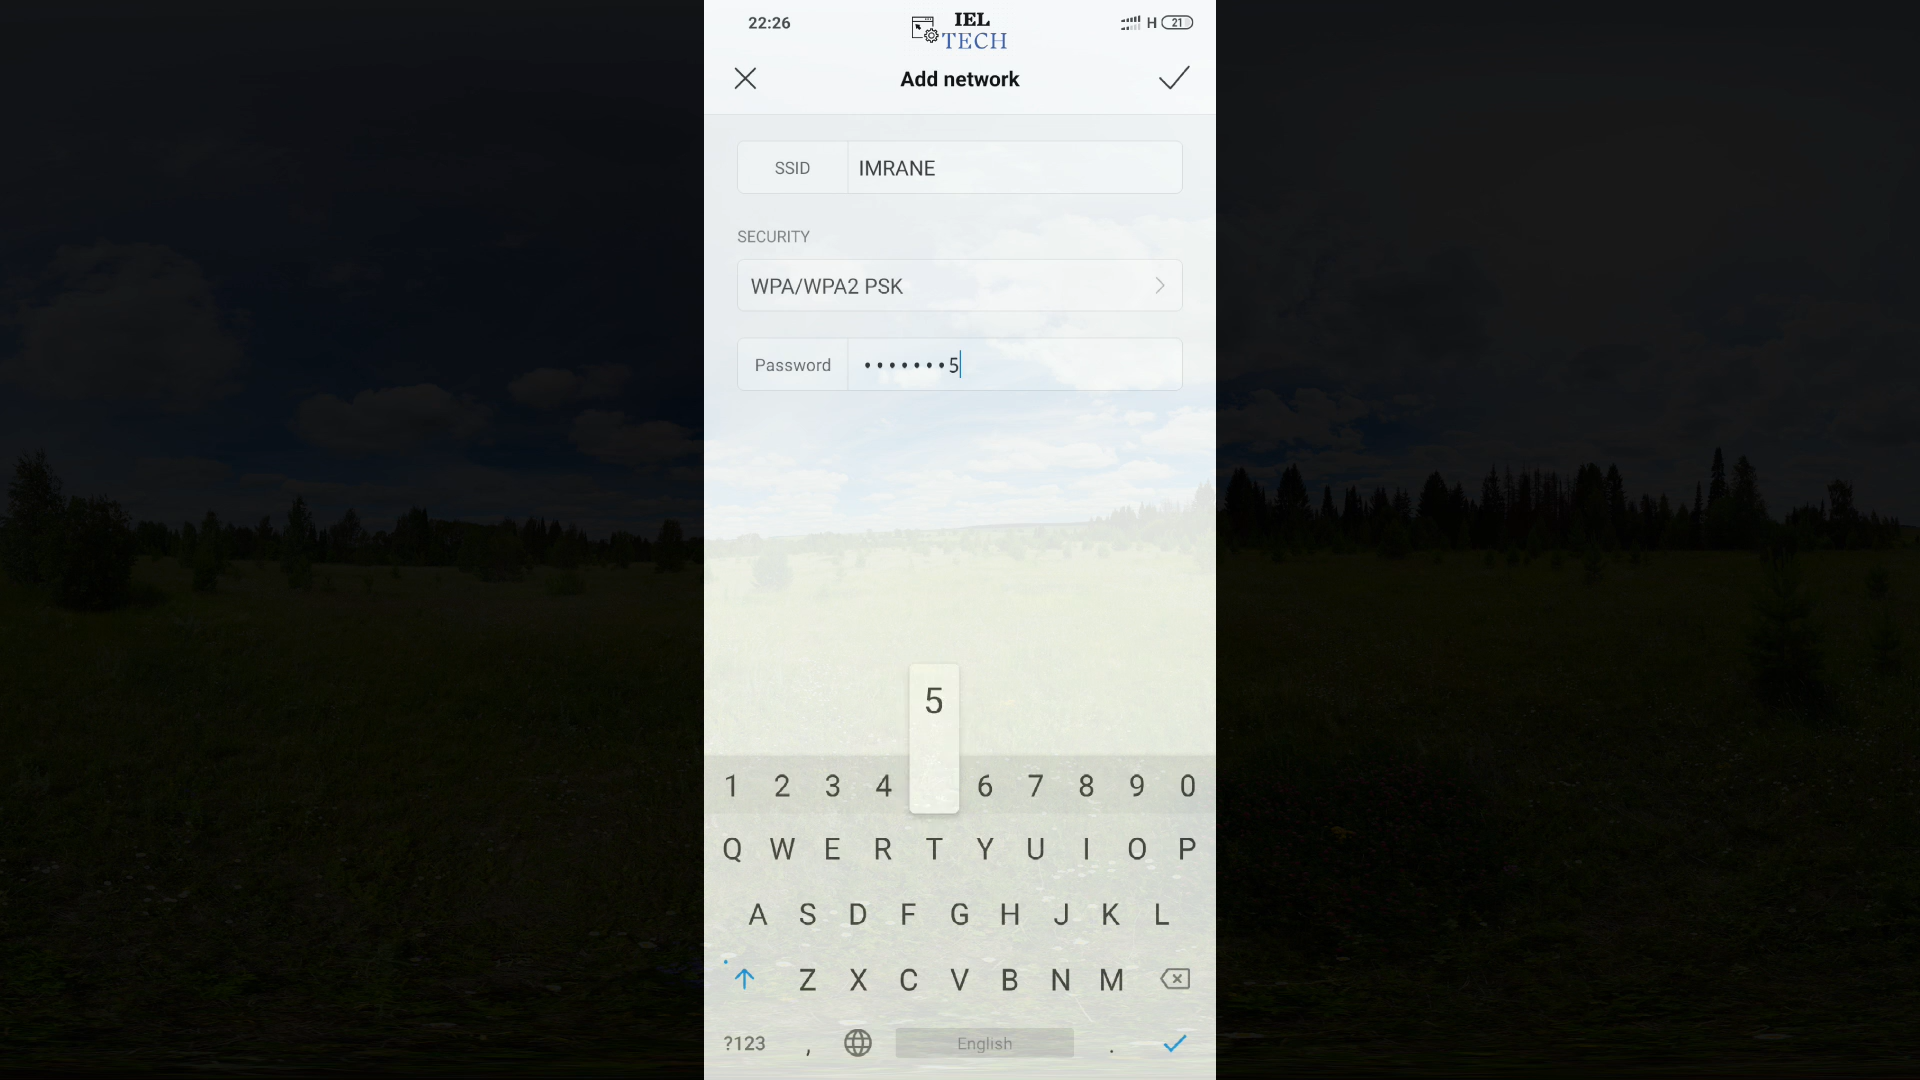 22:26
IEL
TECH
H 21
Add network
SSID IMRANE
SECURITY
WPA/WPA2 PSK
Password •••••••5
5
1 2 3 4 6 7 8 9 0
Q W E R T Y U I O P
A S D F G H J K L
Z X C V B N M
?123 , English .